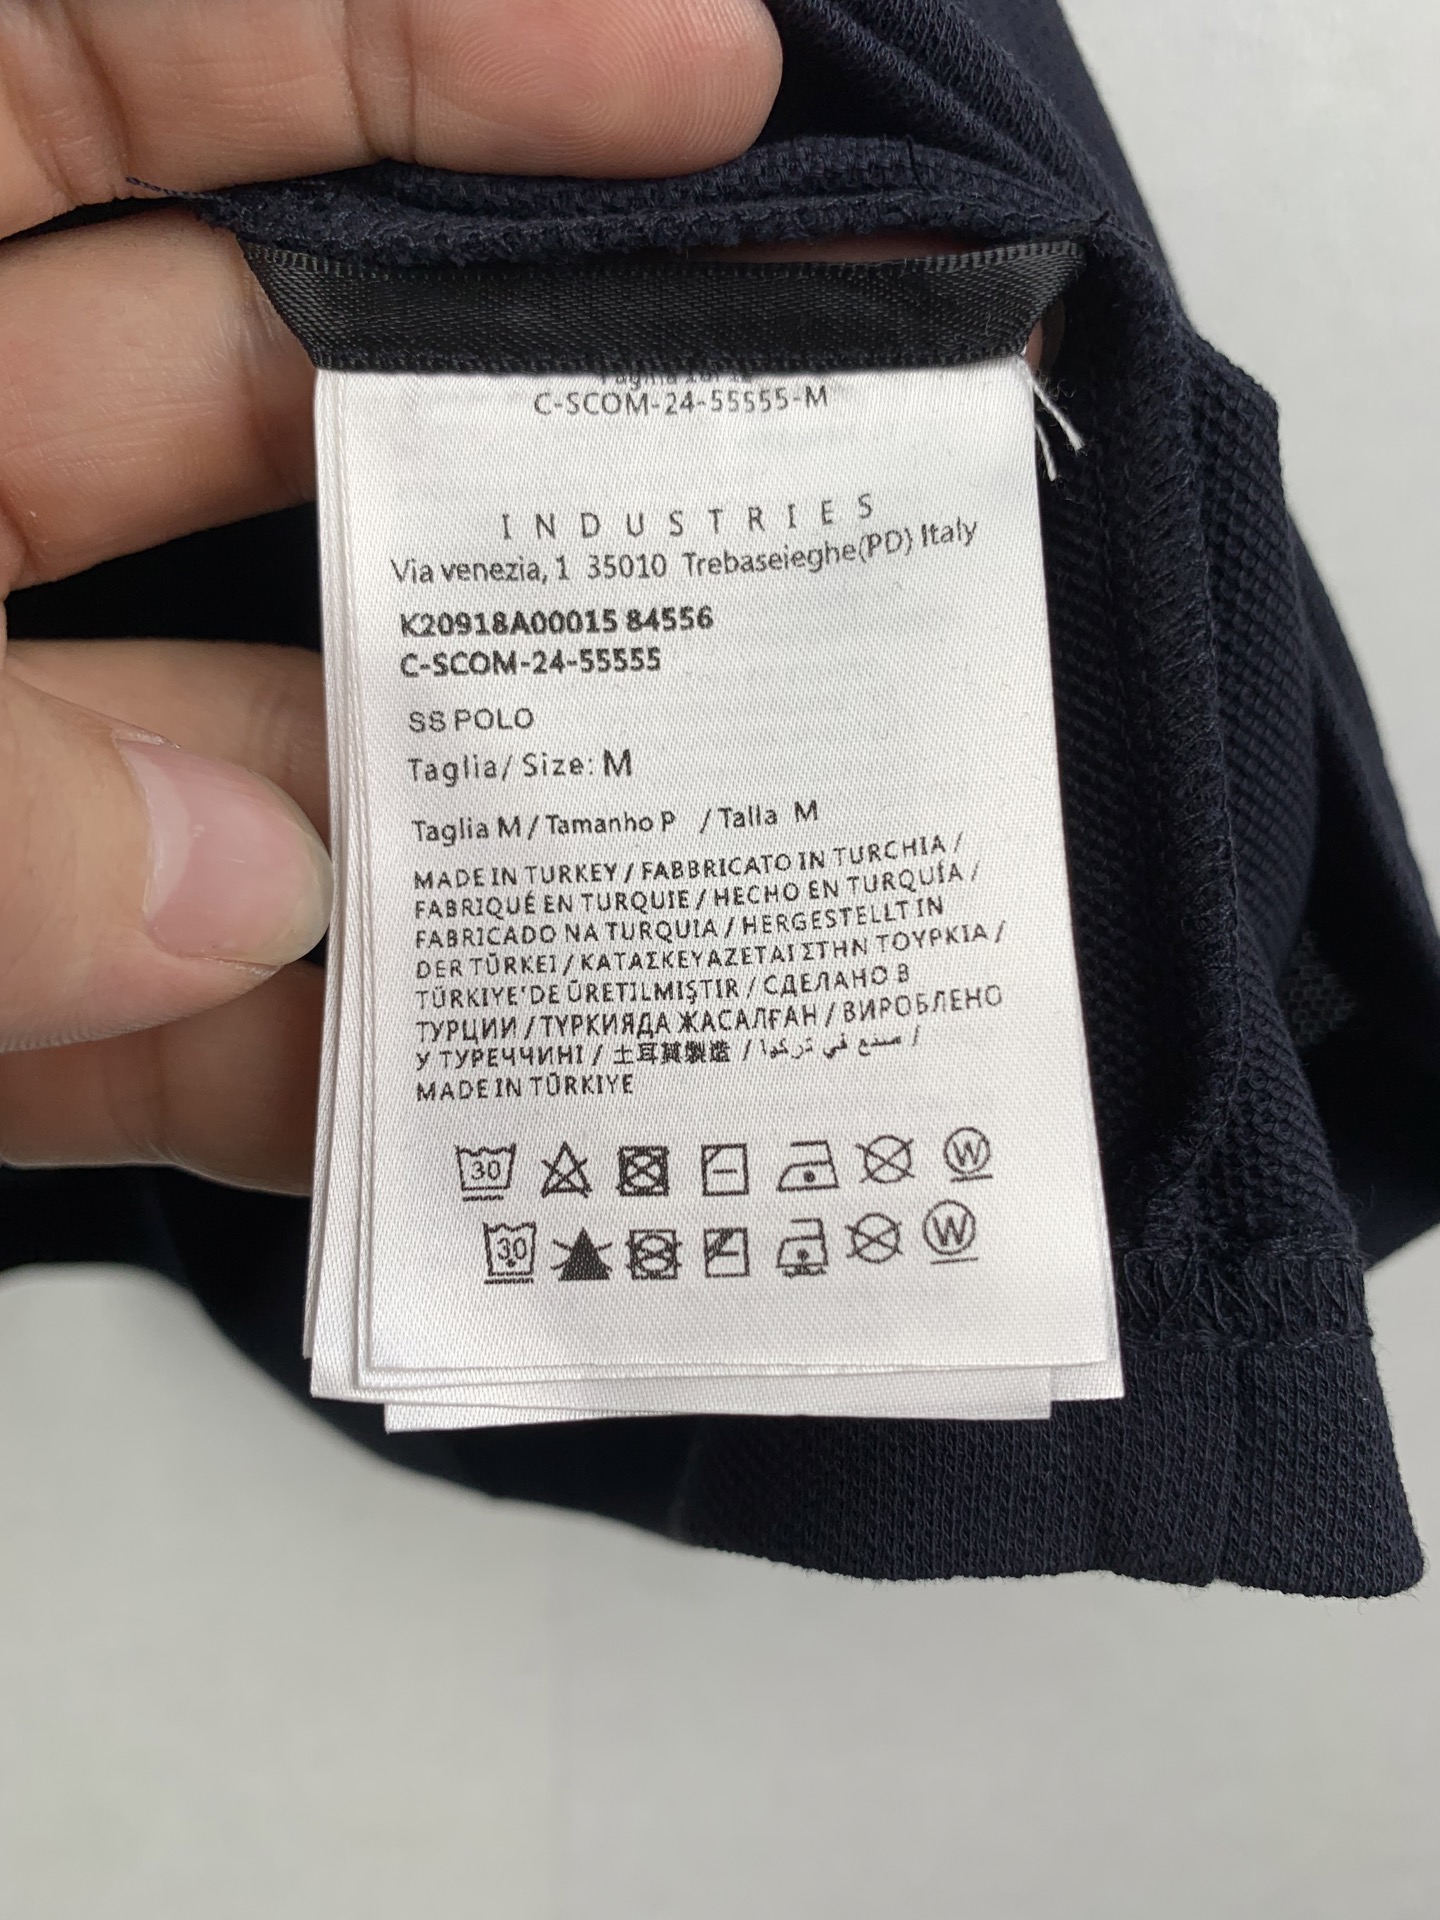 C-SCOM-24-55555-M
INDUSTRIES
Via venezia, 1 35010 Trebaseieghe(PD) Italy
K20918A00015 84556
C-SCOM-24-55555
SS POLO
Taglia/ Size: M
Taglia M / Tamanho P / Talla M
MADE IN TURKEY / FABBRICATO IN TURCHIA /
FABRIQUÉ EN TURQUIE / HECHO EN TURQUÍA /
FABRICADO NA TURQUIA / HERGESTELLT IN
DER TÜRKEI / ΚΑΤΑΣΚΕΥΑΖΕΤΑΙ ΣΤΗΝ ΤΟΥΡΚΙΑ /
TÜRKIYE'DE ÜRETILMIŞTIR / СДЕЛАНО В
ТУРЦИИ / ТҮРКИЯДА ЖАСАЛҒАН / ВИРОБЛЕНО
У ТУРЕЧЧИНІ / 土耳其製造 / صنع في تركيا /
MADE IN TÜRKIYE
30 W
30 W